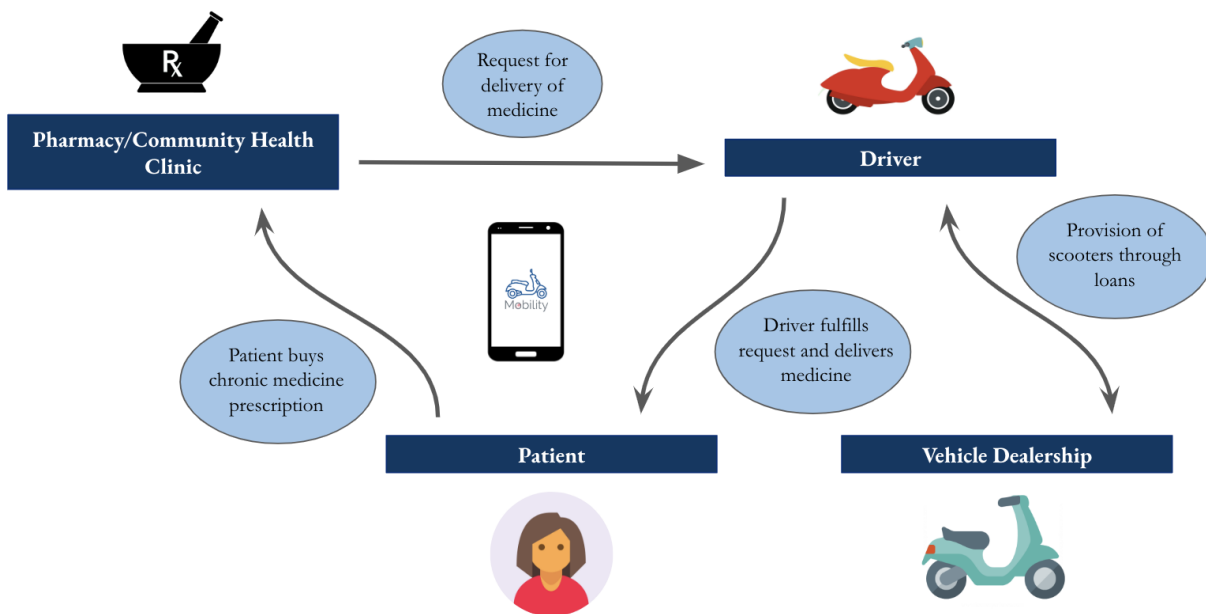 Rx
Request for
delivery of
medicine
Pharmacy/Community Health
Clinic
Driver
Provision of
scooters through
loans
Mobility
Driver fulfills
request and delivers
medicine
Patient buys
chronic medicine
prescription
Patient
Vehicle Dealership